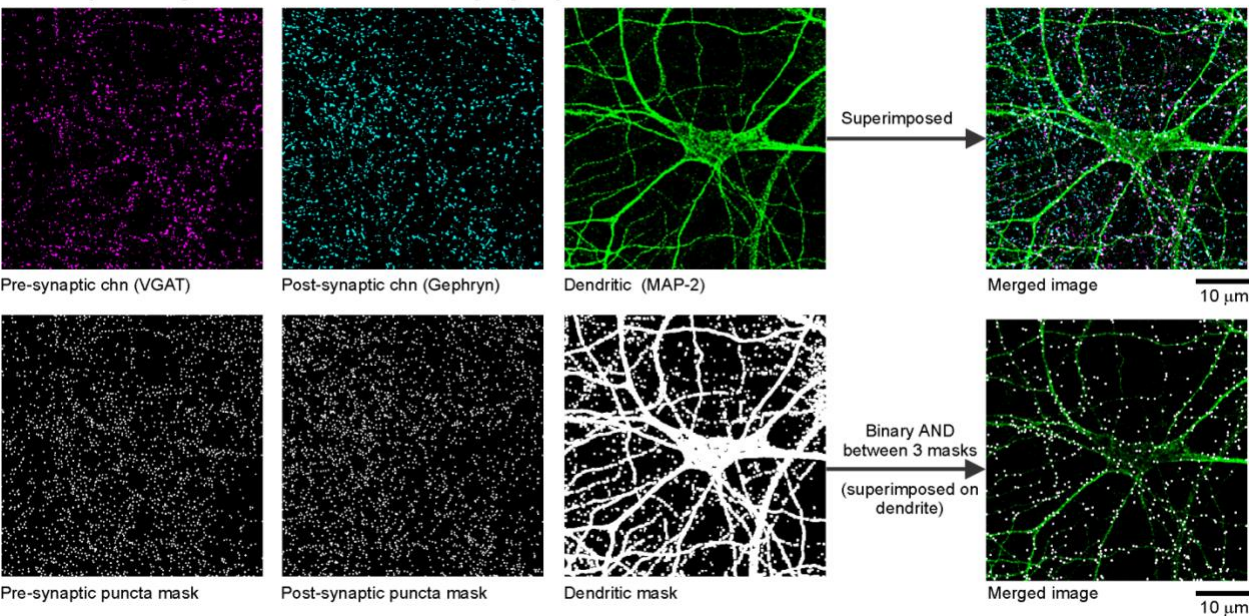 Pre-synaptic chn (VGAT)
Post-synaptic chn (Gephryn)
Dendritic (MAP-2)
Superimposed
Merged image
10 μm
Pre-synaptic puncta mask
Post-synaptic puncta mask
Dendritic mask
Binary AND
between 3 masks
(superimposed on
dendrite)
Merged image
10 μm